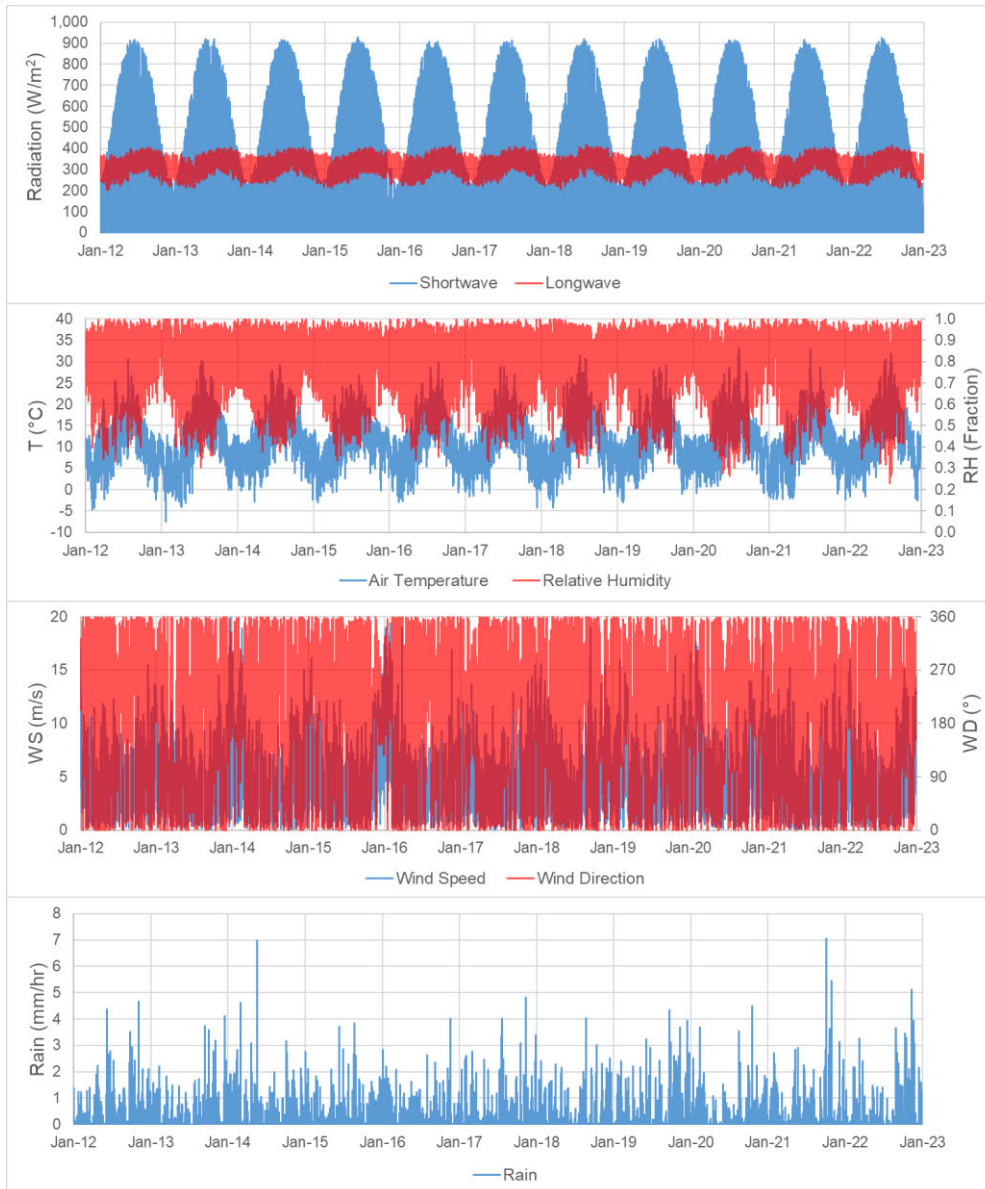 1,000
900
800
700
600
500
400
300
200
100
0
Radiation (W/m²)
Jan-12 Jan-13 Jan-14 Jan-15 Jan-16 Jan-17 Jan-18 Jan-19 Jan-20 Jan-21 Jan-22 Jan-23
Shortwave Longwave
40 1.0
35 0.9
30 0.8
25 0.7
20 0.6
15 0.5
10 0.4
5 0.3
0 0.2
-5 0.1
-10 0.0
T (°C)
RH (Fraction)
Jan-12 Jan-13 Jan-14 Jan-15 Jan-16 Jan-17 Jan-18 Jan-19 Jan-20 Jan-21 Jan-22 Jan-23
Air Temperature Relative Humidity
20 360
15 270
10 180
5 90
0 0
WS (m/s)
WD (°)
Jan-12 Jan-13 Jan-14 Jan-15 Jan-16 Jan-17 Jan-18 Jan-19 Jan-20 Jan-21 Jan-22 Jan-23
Wind Speed Wind Direction
8
7
6
5
4
3
2
1
0
Rain (mm/hr)
Jan-12 Jan-13 Jan-14 Jan-15 Jan-16 Jan-17 Jan-18 Jan-19 Jan-20 Jan-21 Jan-22 Jan-23
Rain